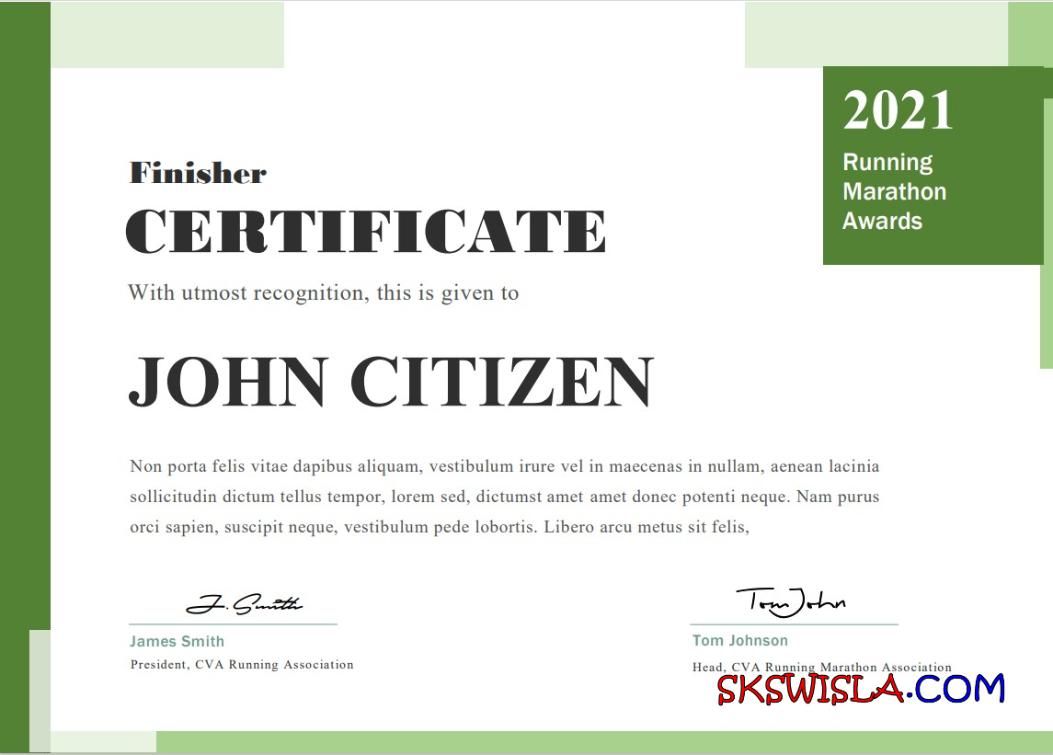 2021
Running
Marathon
Awards
Finisher
CERTIFICATE
With utmost recognition, this is given to
JOHN CITIZEN
Non porta felis vitae dapibus aliquam, vestibulum irure vel in maecenas in nullam, aenean lacinia
sollicitudin dictum tellus tempor, lorem sed, dictumst amet amet donec potenti neque. Nam purus
orci sapien, suscipit neque, vestibulum pede lobortis. Libero arcu metus sit felis,
J. Smith
James Smith
President, CVA Running Association
Tom John
Tom Johnson
Head, CVA Running Marathon Association
SKSWISLA.COM